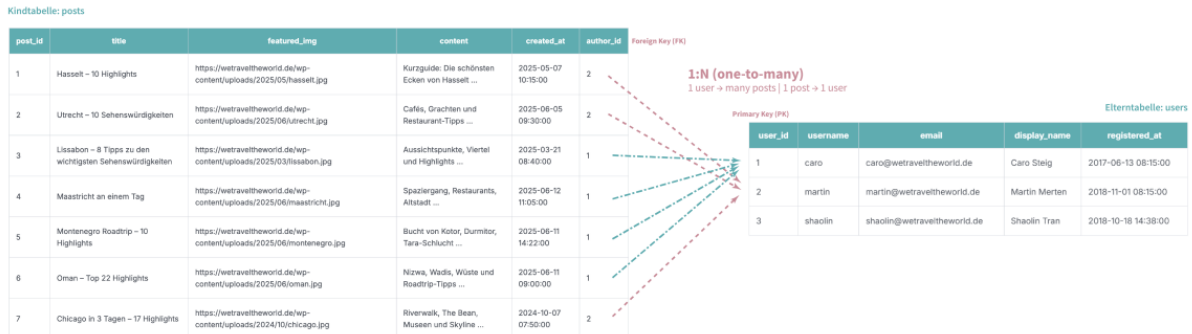 Kindtabelle: posts
post_id title featured_img content created_at author_id
Foreign Key (FK)
1 Hasselt – 10 Highlights https://wetraveltheworld.de/wp-content/uploads/2025/05/hasselt.jpg Kurzguide: Die schönsten Ecken von Hasselt ... 2025-05-07 10:15:00 2
2 Utrecht – 10 Sehenswürdigkeiten https://wetraveltheworld.de/wp-content/uploads/2025/06/utrecht.jpg Cafés, Grachten und Restaurant-Tipps ... 2025-06-05 09:30:00 2
3 Lissabon – 8 Tipps zu den wichtigsten Sehenswürdigkeiten https://wetraveltheworld.de/wp-content/uploads/2025/03/lissabon.jpg Aussichtspunkte, Viertel und Highlights ... 2025-03-21 08:40:00 1
4 Maastricht an einem Tag https://wetraveltheworld.de/wp-content/uploads/2025/06/maastricht.jpg Spaziergang, Restaurants, Altstadt ... 2025-06-12 11:05:00 1
5 Montenegro Roadtrip – 10 Highlights https://wetraveltheworld.de/wp-content/uploads/2025/06/montenegro.jpg Bucht von Kotor, Durmitor, Tara-Schlucht ... 2025-06-11 14:22:00 1
6 Oman – Top 22 Highlights https://wetraveltheworld.de/wp-content/uploads/2025/06/oman.jpg Nizwa, Wadis, Wüste und Roadtrip-Tipps ... 2025-06-11 09:00:00 1
7 Chicago in 3 Tagen – 17 Highlights https://wetraveltheworld.de/wp-content/uploads/2024/10/chicago.jpg Riverwalk, The Bean, Museen und Skyline ... 2024-10-07 07:50:00 2
1:N (one-to-many)
1 user → many posts | 1 post → 1 user
Elterntabelle: users
Primary Key (PK)
user_id username email display_name registered_at
1 caro caro@wetraveltheworld.de Caro Steig 2017-06-13 08:15:00
2 martin martin@wetraveltheworld.de Martin Merten 2018-11-01 08:15:00
3 shaolin shaolin@wetraveltheworld.de Shaolin Tran 2018-10-18 14:38:00